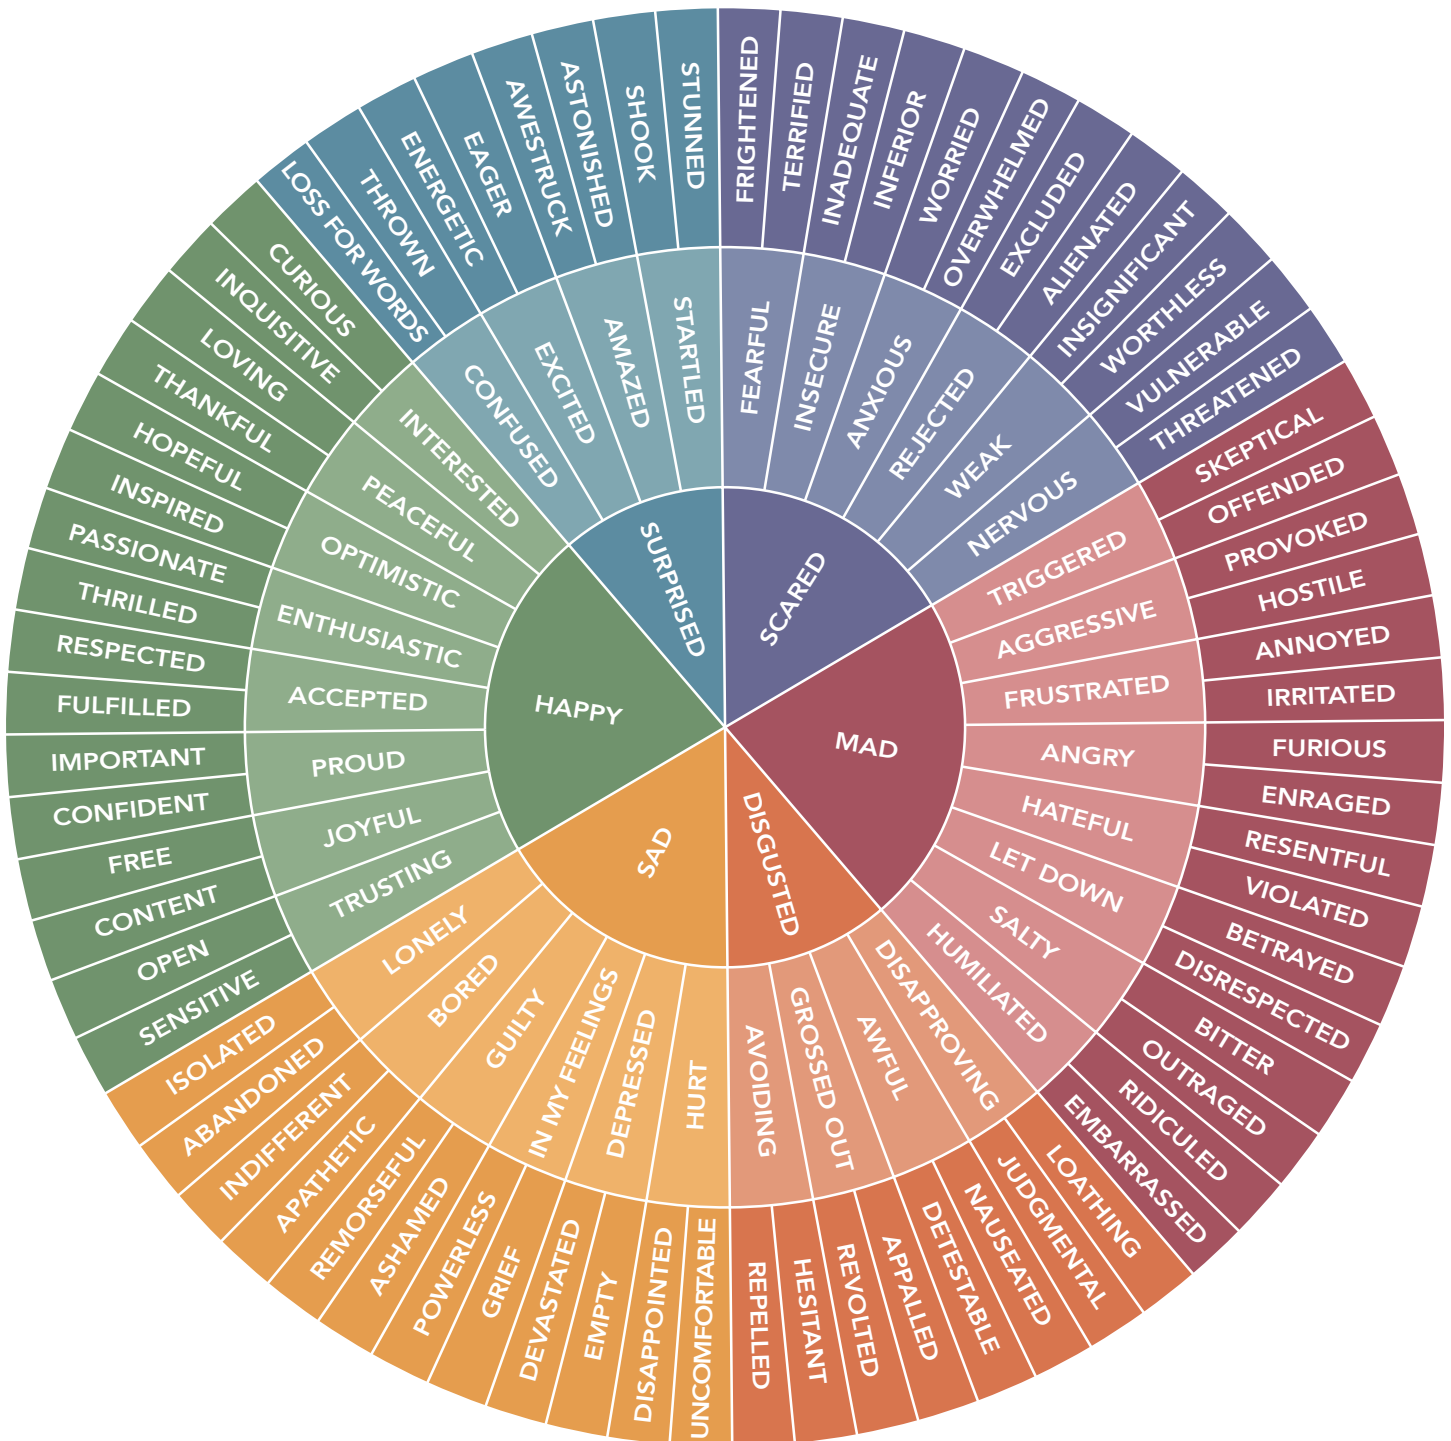 SURPRISED
SCARED
MAD
DISGUSTED
SAD
HAPPY
CONFUSED
EXCITED
AMAZED
STARTLED
FEARFUL
INSECURE
ANXIOUS
REJECTED
WEAK
NERVOUS
TRIGGERED
AGGRESSIVE
FRUSTRATED
ANGRY
HATEFUL
LET DOWN
SALTY
HUMILIATED
DISAPPROVING
AWFUL
GROSSED OUT
AVOIDING
HURT
DEPRESSED
IN MY FEELINGS
GUILTY
BORED
LONELY
TRUSTING
JOYFUL
PROUD
ACCEPTED
ENTHUSIASTIC
OPTIMISTIC
PEACEFUL
INTERESTED
LOSS FOR WORDS
THROWN
ENERGETIC
EAGER
AWESTRUCK
ASTONISHED
SHOOK
STUNNED
FRIGHTENED
TERRIFIED
INADEQUATE
INFERIOR
WORRIED
OVERWHELMED
EXCLUDED
ALIENATED
INSIGNIFICANT
WORTHLESS
VULNERABLE
THREATENED
SKEPTICAL
OFFENDED
PROVOKED
HOSTILE
ANNOYED
IRRITATED
FURIOUS
ENRAGED
RESENTFUL
VIOLATED
BETRAYED
DISRESPECTED
BITTER
OUTRAGED
RIDICULED
EMBARRASSED
LOATHING
JUDGMENTAL
NAUSEATED
DETESTABLE
APPALLED
REVOLTED
HESITANT
REPELLED
UNCOMFORTABLE
DISAPPOINTED
EMPTY
DEVASTATED
GRIEF
POWERLESS
ASHAMED
REMORSEFUL
APATHETIC
INDIFFERENT
ABANDONED
ISOLATED
SENSITIVE
OPEN
CONTENT
FREE
CONFIDENT
IMPORTANT
FULFILLED
RESPECTED
THRILLED
PASSIONATE
INSPIRED
HOPEFUL
THANKFUL
LOVING
INQUISITIVE
CURIOUS